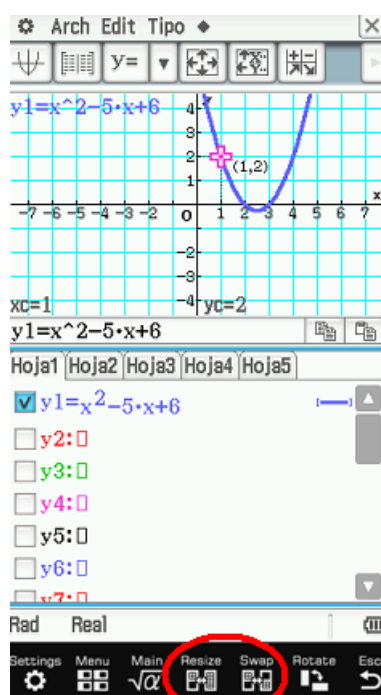 Arch Edit Tipo
Y=
y1=x^2-5•x+6
4
3
2
(1,2)
1
x
-7 -6 -5 -4 -3 -2 0 1 2 3 4 5 6 7
-2
-3
-4
xc=1 yc=2
y1=x^2-5•x+6
Hoja1 Hoja2 Hoja3 Hoja4 Hoja5
y1=x²-5•x+6
y2:▯
y3:▯
y4:▯
y5:▯
y6:▯
y7:▯
Rad Real
Settings Menu Main Resize Swap Rotate Esc
√α